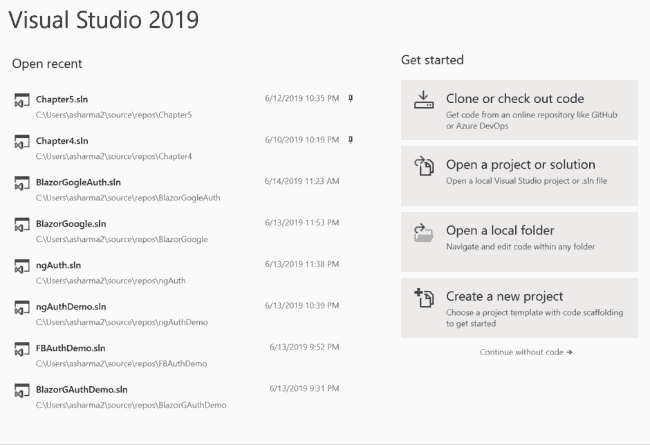 Visual Studio 2019
Open recent
Chapter5.sln 6/12/2019 10:35 PM
C:\Users\asharma2\source\repos\Chapter5
Chapter4.sln 6/10/2019 10:19 PM
C:\Users\asharma2\source\repos\Chapter4
BlazorGogleAuth.sln 6/14/2019 11:23 AM
C:\Users\asharma2\source\repos\BlazorGogleAuth
BlazorGoogle.sln 6/13/2019 11:53 PM
C:\Users\asharma2\source\repos\BlazorGoogle
ngAuth.sln 6/13/2019 11:38 PM
C:\Users\asharma2\source\repos\ngAuth
ngAuthDemo.sln 6/13/2019 10:39 PM
C:\Users\asharma2\source\repos\ngAuthDemo
FBAuthDemo.sln 6/13/2019 9:52 PM
C:\Users\asharma2\source\repos\FBAuthDemo
BlazorGAuthDemo.sln 6/13/2019 9:31 PM
C:\Users\asharma2\source\repos\BlazorGAuthDemo
Get started
Clone or check out code
Get code from an online repository like GitHub
or Azure DevOps
Open a project or solution
Open a local Visual Studio project or .sln file
Open a local folder
Navigate and edit code within any folder
Create a new project
Choose a project template with code scaffolding
to get started
Continue without code →